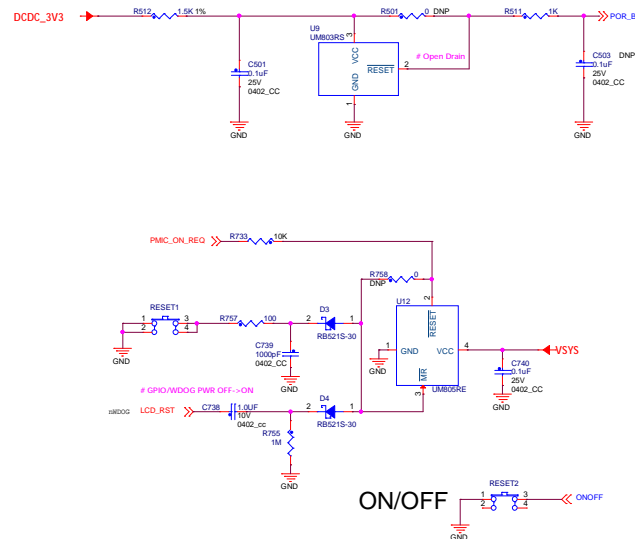 DCDC_3V3
R512
1.5K 1%
R501
0 DNP
R511
1K
POR_B
U9
UM803RS
C501
0.1uF
25V
0402_CC
3
VCC
GND
RESET
2
1
# Open Drain
C503
DNP
0.1uF
25V
0402_CC
GND
GND
GND
PMIC_ON_REQ
R733
10K
R758
0
DNP
U12
2
RESET
RESET1
1
2
3
4
R757
100
D3
2
1
RB521S-30
1
GND
VCC
4
VSYS
GND
C739
1000pF
0402_CC
GND
GND
MR
3
UM805RE
C740
0.1uF
25V
0402_CC
GND
# GPIO/WDOG PWR OFF->ON
nWDOG
LCD_RST
C738
1.0UF
10V
0402_cc
D4
2
1
RB521S-30
R755
1M
GND
ON/OFF
RESET2
1
2
3
4
ONOFF
GND